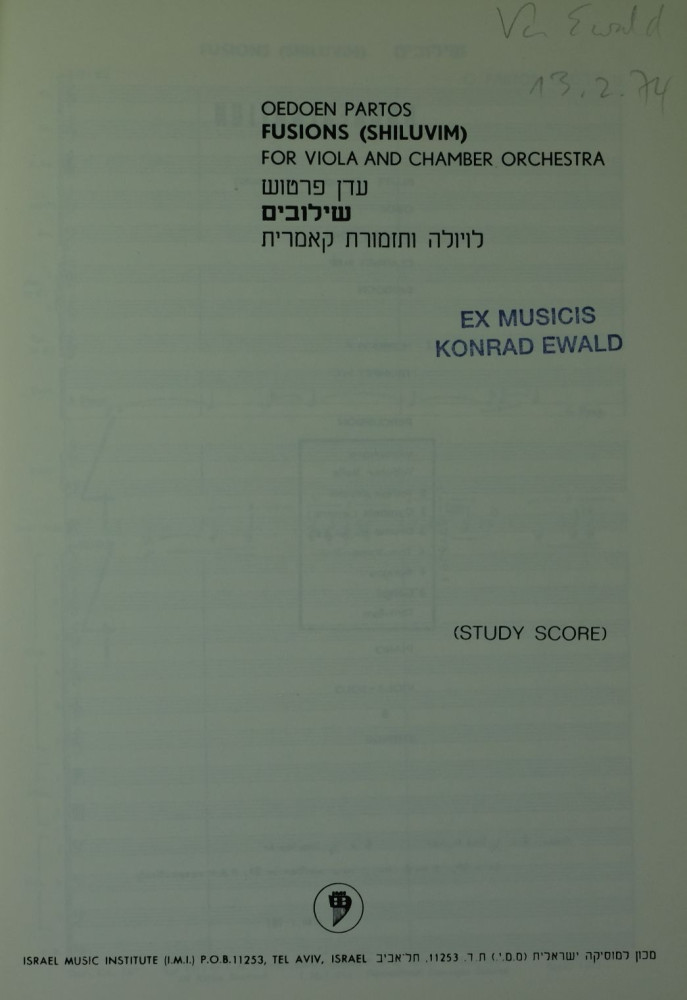 Ewald
13.2.74
OEDOEN PARTOS
FUSIONS (SHILUVIM)
FOR VIOLA AND CHAMBER ORCHESTRA
עדן פרטוש
שילובים
לויולה ותזמורת קאמרית
EX MUSICIS
KONRAD EWALD
(STUDY SCORE)
ISRAEL MUSIC INSTITUTE (I.M.I.) P.O.B.11253, TEL AVIV, ISRAEL מכון למוסיקה ישראלית (מ.מ.י.) ת.ד. 11253, תל־אביב